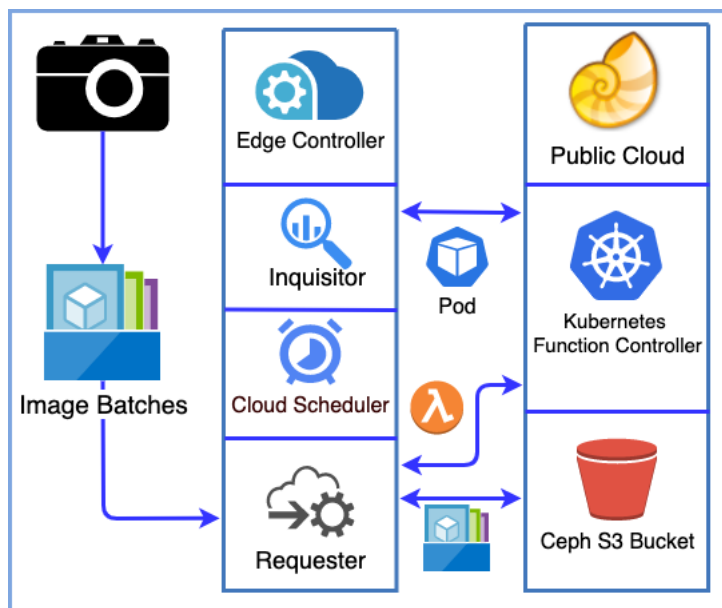 Edge Controller
Public Cloud
Inquisitor
Pod
Kubernetes
Function Controller
Image Batches
Cloud Scheduler
λ
Requester
Ceph S3 Bucket